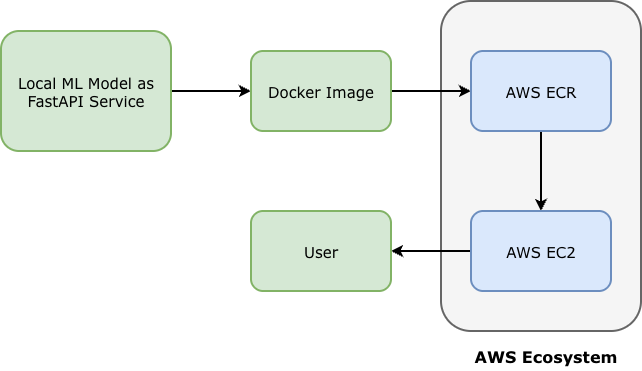 Local ML Model as
FastAPI Service
Docker Image
AWS ECR
User
AWS EC2
AWS Ecosystem